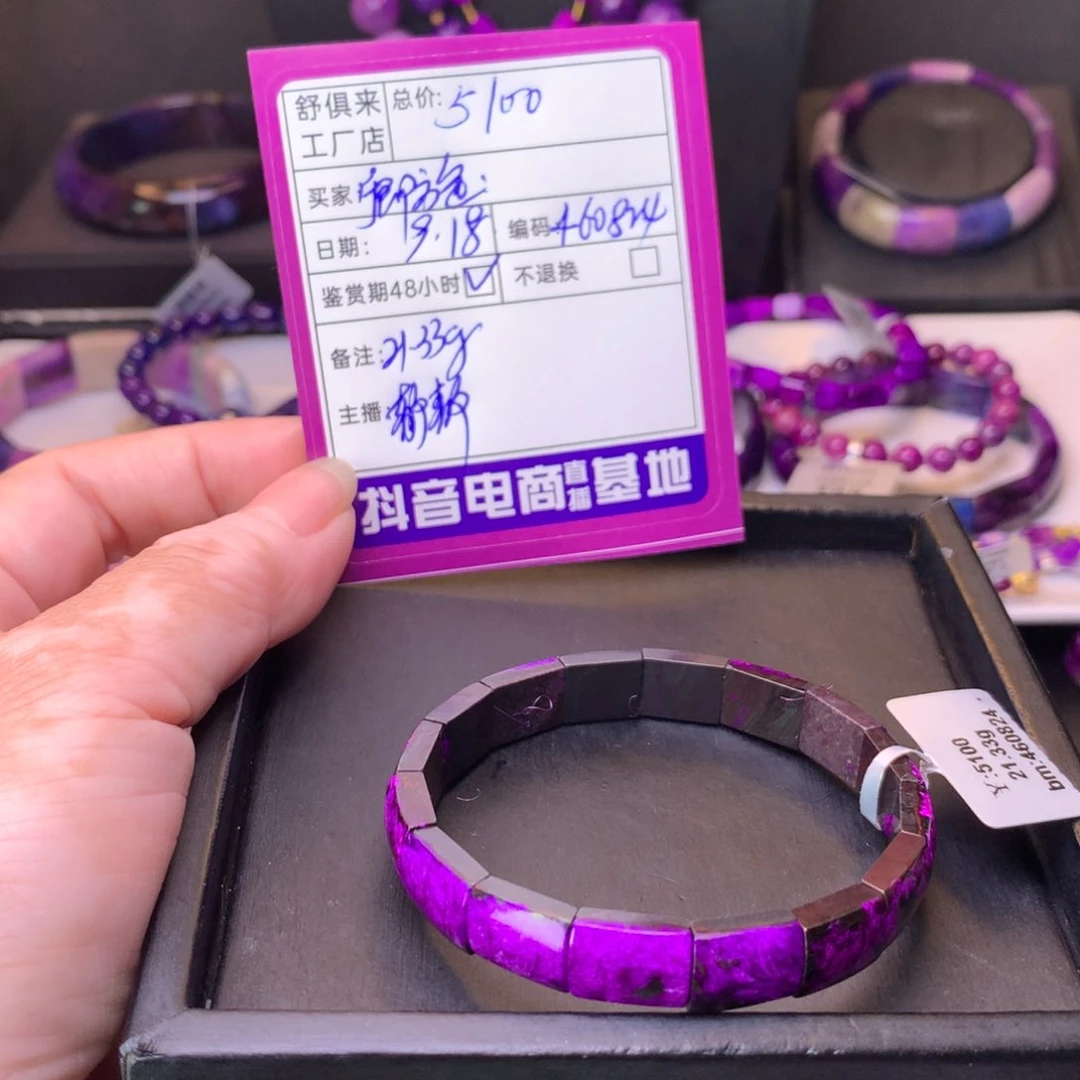 舒俱来
工厂店
总价: 5100
买家
日期: 9.18 编码 460824
鉴赏期48小时 ☑ 不退换 ☐
备注: 21.33g
主播:
抖音电商直播基地
Y:5100
21.33g
bm:460824